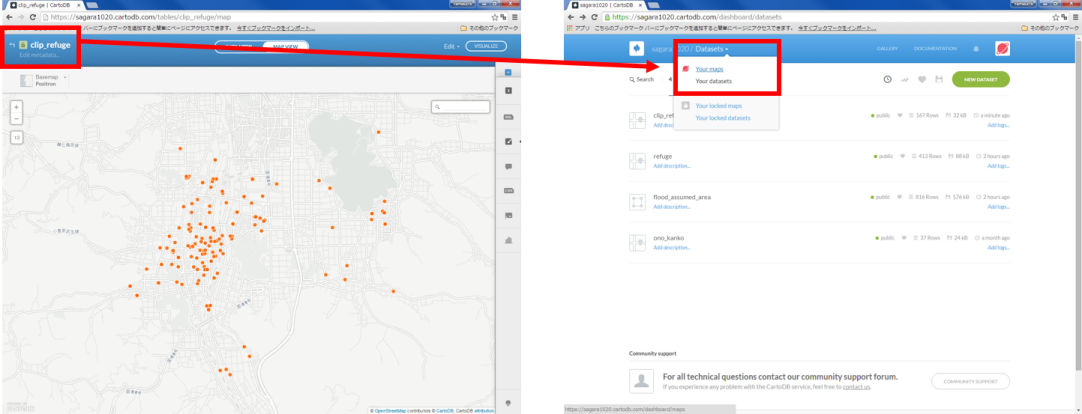 clip_refuge | CartoDB
https://sagara1020.cartodb.com/tables/clip_refuge/map
バーにブックマークを追加すると簡単にページにアクセスできます。 今すぐブックマークをインポート...
その他のブックマーク
clip_refuge
Edit metadata...
MAP VIEW
Edit
VISUALIZE
Basemap
Positron
+
−
15
© OpenStreetMap contributors © CartoDB, CartoDB attribution
sagara1020 | CartoDB
https://sagara1020.cartodb.com/dashboard/datasets
アプリ こちらのブックマーク バーにブックマークを追加すると簡単にページにアクセスできます。 今すぐブックマークをインポート...
その他のブックマーク
sagara1020 / Datasets
GALLERY DOCUMENTATION
Your maps
Your datasets
Your locked maps
Your locked datasets
Search
NEW DATASET
clip_ref
Add desc
public 167 Rows 32 kB a minute ago
Add tags...
refuge
Add description...
public 413 Rows 88 kB 2 hours ago
Add tags...
flood_assumed_area
Add description...
public 816 Rows 576 kB 2 hours ago
Add tags...
ono_kanko
Add description...
public 37 Rows 24 kB a month ago
Add tags...
Community support
For all technical questions contact our community support forum.
If you experience any problem with the CartoDB service, feel free to contact us.
COMMUNITY SUPPORT
https://sagara1020.cartodb.com/dashboard/maps